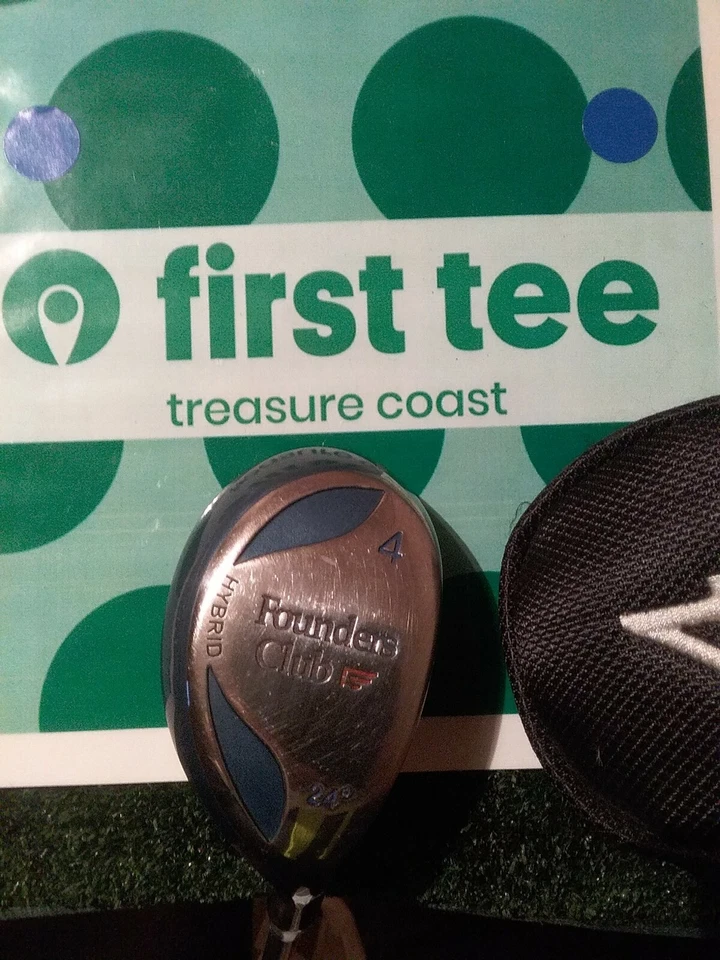 first tee
treasure coast
4
HYBRID
Founders
Club
24°